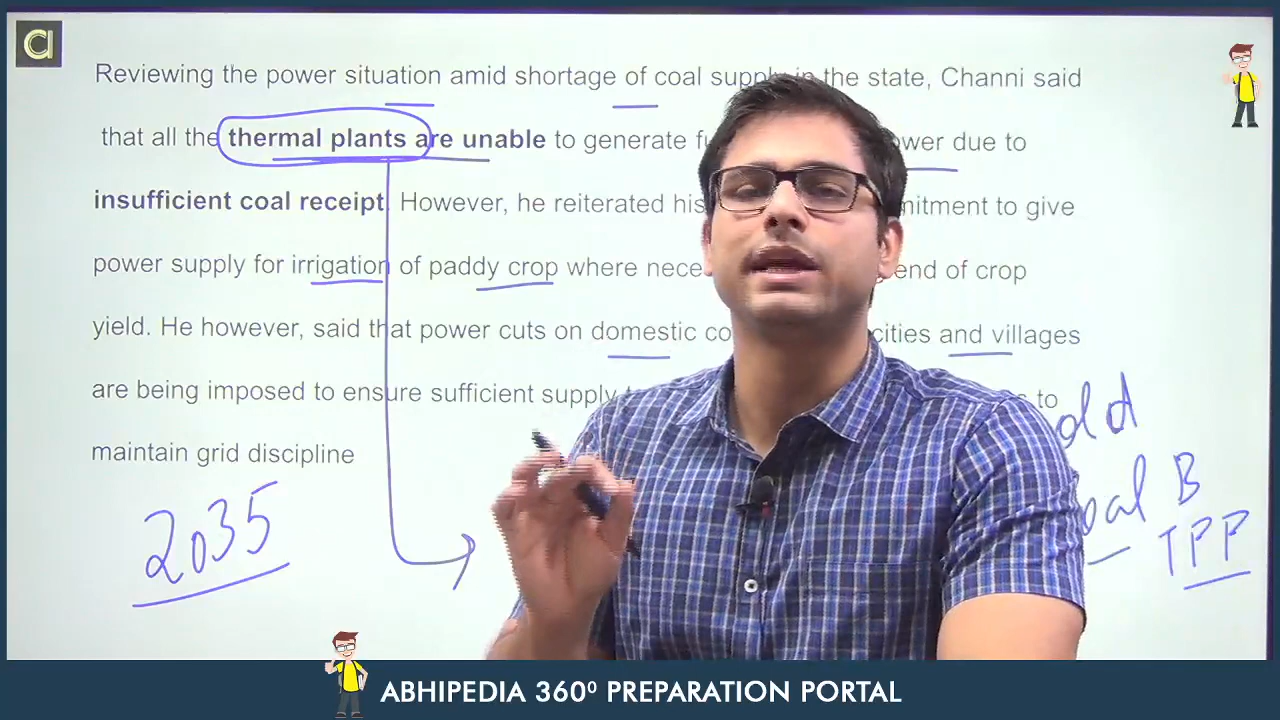 Reviewing the power situation amid shortage of coal supply in the state, Channi said
that all the thermal plants are unable to generate power due to
insufficient coal receipt. However, he reiterated his commitment to give
power supply for irrigation of paddy crop where end of crop
yield. He however, said that power cuts on domestic cities and villages
are being imposed to ensure sufficient supply to
maintain grid discipline
2035
B
TPP
ABHIPEDIA 360⁰ PREPARATION PORTAL